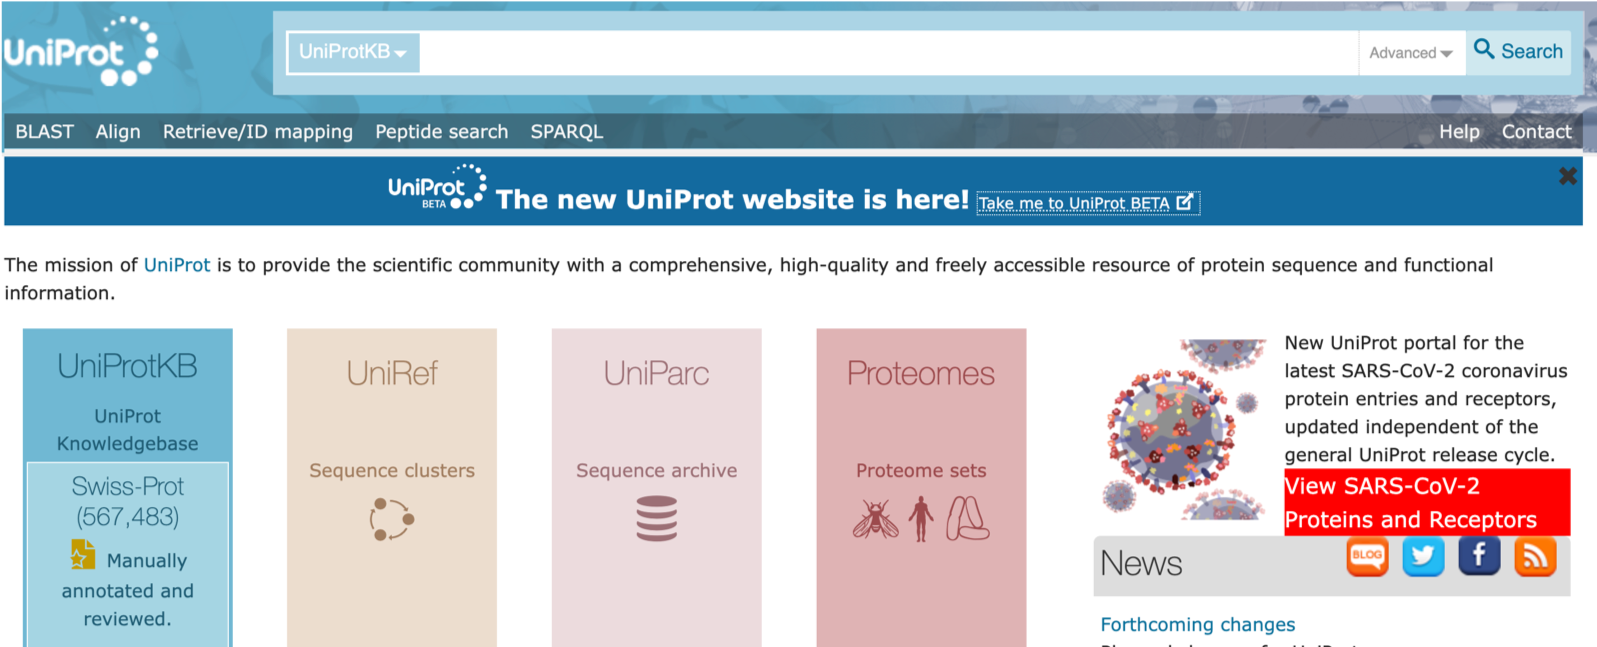 UniProt
UniProtKB
Advanced
Search
BLAST Align Retrieve/ID mapping Peptide search SPARQL
Help Contact
UniProt
BETA
The new UniProt website is here! Take me to UniProt BETA
The mission of UniProt is to provide the scientific community with a comprehensive, high-quality and freely accessible resource of protein sequence and functional
information.
UniProtKB
UniProt
Knowledgebase
Swiss-Prot
(567,483)
Manually
annotated and
reviewed.
UniRef
Sequence clusters
UniParc
Sequence archive
Proteomes
Proteome sets
New UniProt portal for the
latest SARS-CoV-2 coronavirus
protein entries and receptors,
updated independent of the
general UniProt release cycle.
View SARS-CoV-2
Proteins and Receptors
News
BLOG
Forthcoming changes